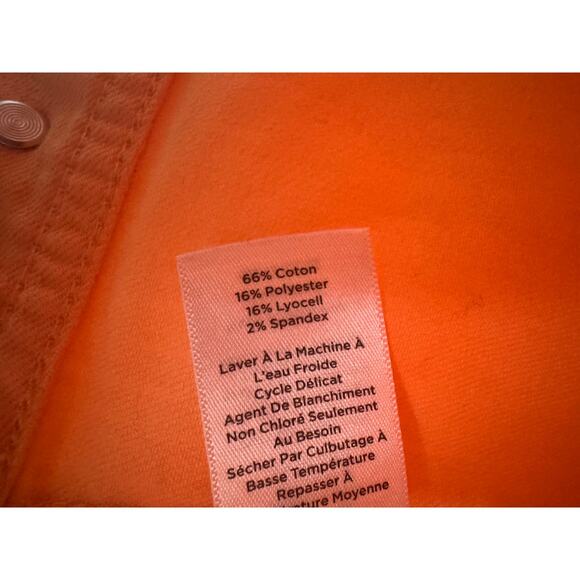 66% Coton
16% Polyester
16% Lyocell
2% Spandex
Laver À La Machine À
L'eau Froide
Cycle Délicat
Agent De Blanchiment
Non Chloré Seulement
Au Besoin
Sécher Par Culbutage À
Basse Température
Repasser À
Moyenne